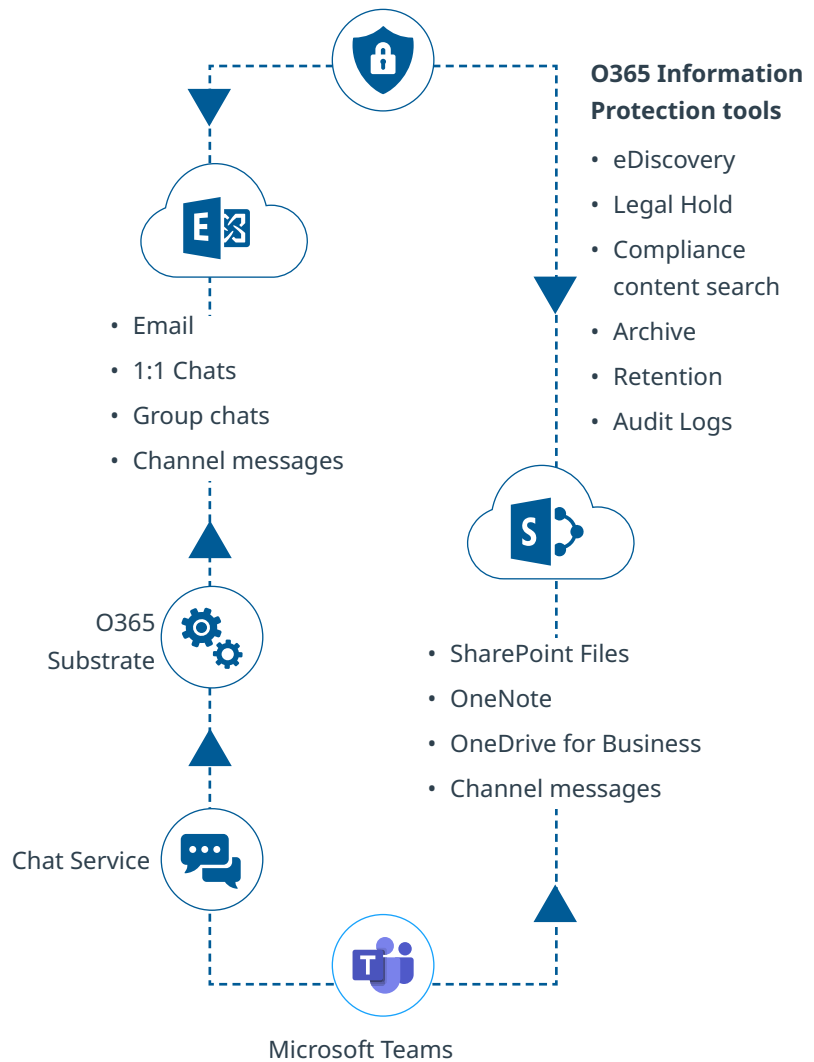 O365 Information
Protection tools
• eDiscovery
• Legal Hold
• Compliance
content search
• Archive
• Retention
• Audit Logs
E
• Email
• 1:1 Chats
• Group chats
• Channel messages
S
O365
Substrate
• SharePoint Files
• OneNote
• OneDrive for Business
• Channel messages
Chat Service
T
Microsoft Teams